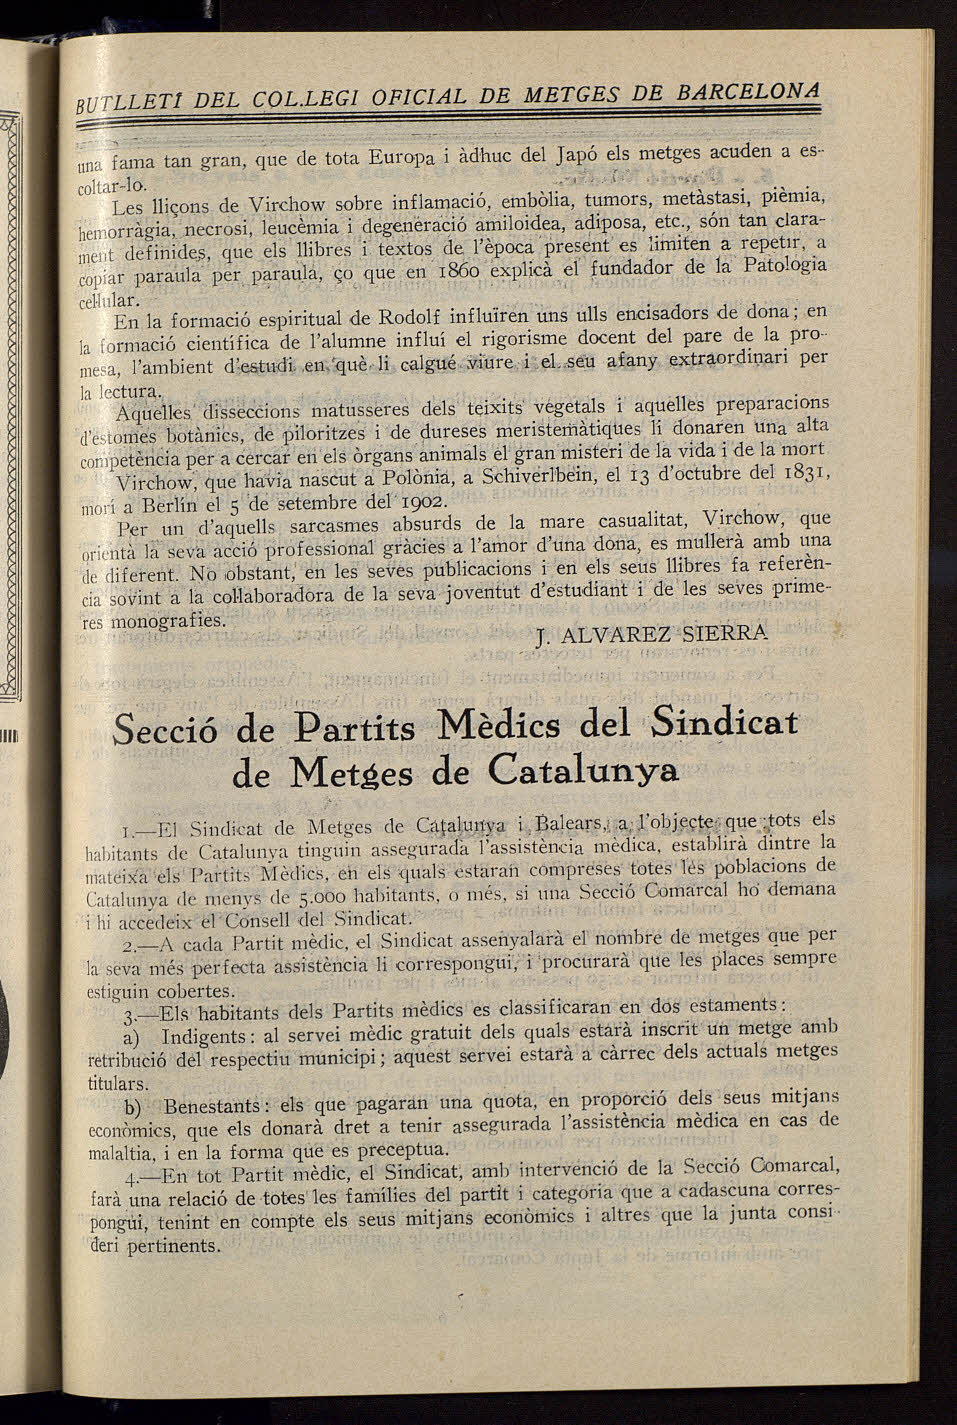 BUTLLETÍ DEL COL.LEGI OFICIAL DE METGES DE BARCELONA
una fama tan gran, que de tota Europa i àdhuc del Japó els metges acuden a es-
coltar-lo.
Les lliçons de Virchow sobre inflamació, embòlia, tumors, metàstasi, pièmia,
hemorràgia, necrosi, leucèmia i degeneració amiloidea, adiposa, etc., són tan clara-
ment definides, que els llibres i textos de l'època present es limiten a repetir, a
copiar paraula per paraula, ço que en 1860 explicà el fundador de la Patologia
cel·lular.
En la formació espiritual de Rodolf influïren uns ulls encisadors de dona; en
la formació científica de l'alumne influí el rigorisme docent del pare de la pro-
mesa, l'ambient d'estudi en què li calgué viure i el seu afany extraordinari per
la lectura.
Aquelles disseccions matusseres dels teixits végetals i aquelles preparacions
d'estomes botànics, de piloritzes i de dureses meristemàtiques li donaren una alta
competència per a cercar en els òrgans animals el gran misteri de la vida i de la mort
Virchow, que havia nascut a Polònia, a Schiverlbein, el 13 d'octubre del 1831,
morí a Berlín el 5 de setembre del 1902.
Per un d'aquells sarcasmes absurds de la mare casualitat, Virchow, que
orientà la seva acció professional gràcies a l'amor d'una dona, es mullerà amb una
de diferent. No obstant, en les seves publicacions i en els seus llibres fa referèn-
cia sovint a la col·laboradora de la seva joventut d'estudiant i de les seves prime-
res monografies.
J. ALVAREZ SIERRA
Secció de Partits Mèdics del Sindicat
de Metges de Catalunya
1.—El Sindicat de Metges de Catalunya i Balears, a l'objecte que tots els
habitants de Catalunya tinguin assegurada l'assistència mèdica, establirà dintre la
mateixa els Partits Mèdics, en els quals estaran compreses totes les poblacions de
Catalunya de menys de 5.000 habitants, o més, si una Secció Comarcal ho demana
i hi accedeix el Consell del Sindicat.
2.—A cada Partit mèdic, el Sindicat assenyalarà el nombre de metges que per
la seva més perfecta assistència li correspongui, i procurarà que les places sempre
estiguin cobertes.
3.—Els habitants dels Partits mèdics es classificaran en dos estaments:
a) Indigents: al servei mèdic gratuit dels quals estarà inscrit un metge amb
retribució del respectiu municipi; aquest servei estarà a càrrec dels actuals metges
titulars.
b) Benestants: els que pagaran una quota, en proporció dels seus mitjans
econòmics, que els donarà dret a tenir assegurada l'assistència mèdica en cas de
malaltia, i en la forma que es preceptua.
4.—En tot Partit mèdic, el Sindicat, amb intervenció de la Secció Comarcal,
farà una relació de totes les famílies del partit i categoria que a cadascuna corres-
pongui, tenint en compte els seus mitjans econòmics i altres que la junta consi-
deri pertinents.